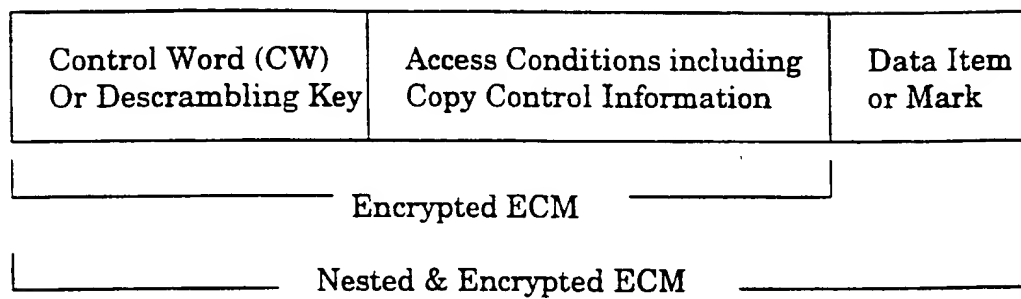 Control Word (CW)
Or Descrambling Key
Access Conditions including
Copy Control Information
Data Item
or Mark
Encrypted ECM
Nested & Encrypted ECM